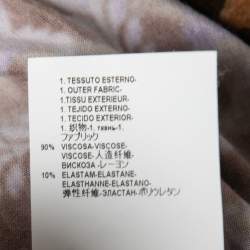 1. TESSUTO ESTERNO-
1. OUTER FABRIC-
1. TISSU EXTERIEUR-
1. TEJIDO EXTERIOR-
1. TECIDO EXTERIOR-
1. 织物-1. ткань-1.
ファブリック
90% VISCOSA-VISCOSE-
VISCOSE-人造纤维-
ВИСКОЗА-レーヨン
10% ELASTAM-ELASTANE-
ELASTHANNE-ELASTANO-
弹性纤维-ЭЛАСТАН-ポリウレタン